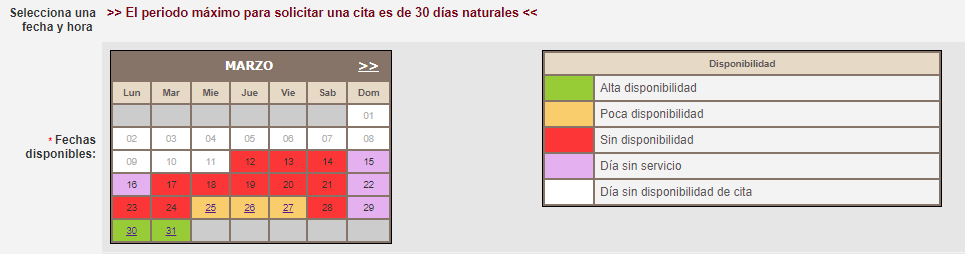 Selecciona una fecha y hora
>> El periodo máximo para solicitar una cita es de 30 días naturales <<
* Fechas disponibles:
MARZO >>
Lun Mar Mie Jue Vie Sab Dom
01
02 03 04 05 06 07 08
09 10 11 12 13 14 15
16 17 18 19 20 21 22
23 24 25 26 27 28 29
30 31
Disponibilidad
Alta disponibilidad
Poca disponibilidad
Sin disponibilidad
Día sin servicio
Día sin disponibilidad de cita